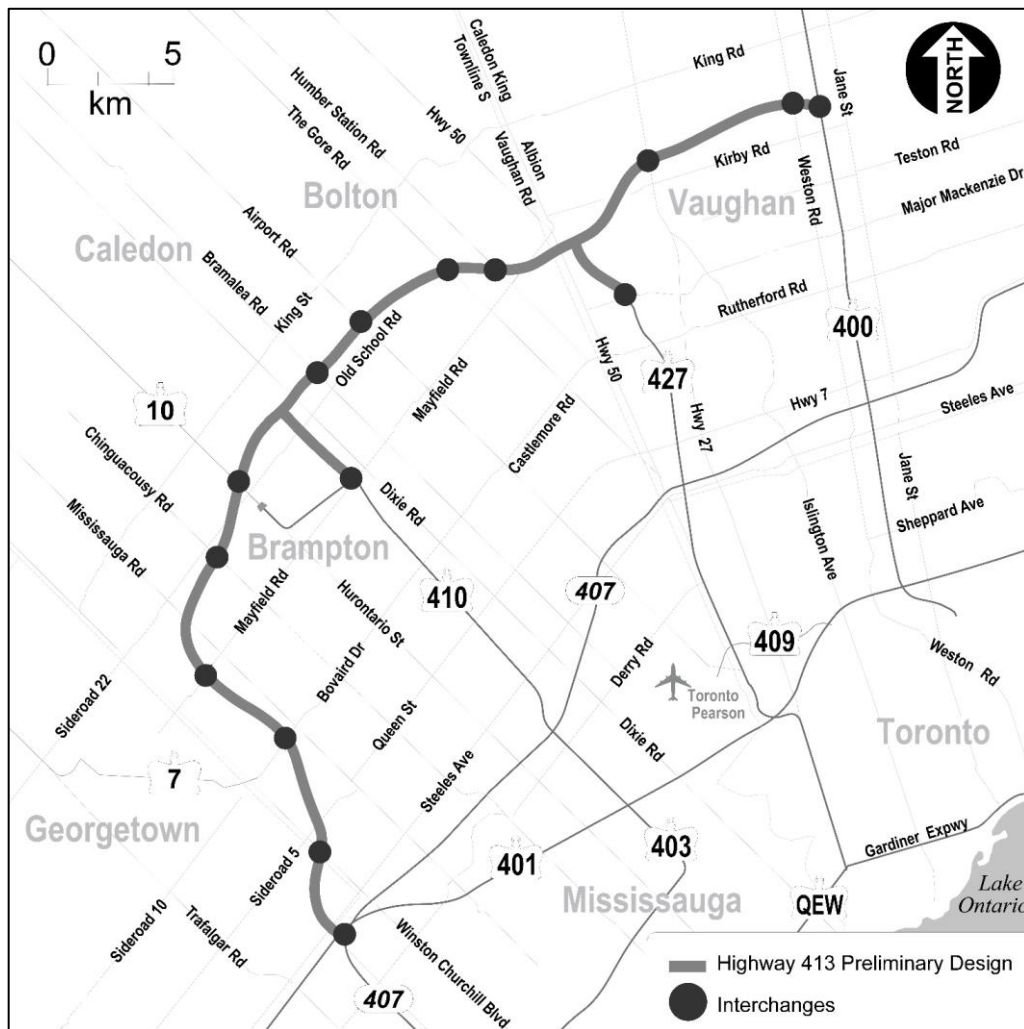 0 5
km
NORTH
Humber Station Rd
The Gore Rd
Hwy 50
Caledon King
Townline S
King Rd
Jane St
Albion
Vaughan Rd
Kirby Rd
Weston Rd
Teston Rd
Major Mackenzie Dr
Bolton
Vaughan
Caledon
Airport Rd
Bramalea Rd
King St
Old School Rd
Mayfield Rd
Rutherford Rd
Hwy 50
427
400
10
Chinguacousy Rd
Mississauga Rd
Castlemore Rd
Hwy 27
Hwy 7
Steeles Ave
Dixie Rd
Jane St
Sheppard Ave
Islington Ave
Brampton
Mayfield Rd
Hurontario St
410
407
409
Derry Rd
Weston Rd
Toronto
Pearson
Bovaird Dr
Queen St
Dixie Rd
Sideroad 22
Toronto
7
Steeles Ave
Georgetown
Sideroad 5
401
403
Gardiner Expwy
Mississauga
QEW
Lake
Ontario
Sideroad 10
Trafalgar Rd
Winston Churchill Blvd
407
Highway 413 Preliminary Design
Interchanges